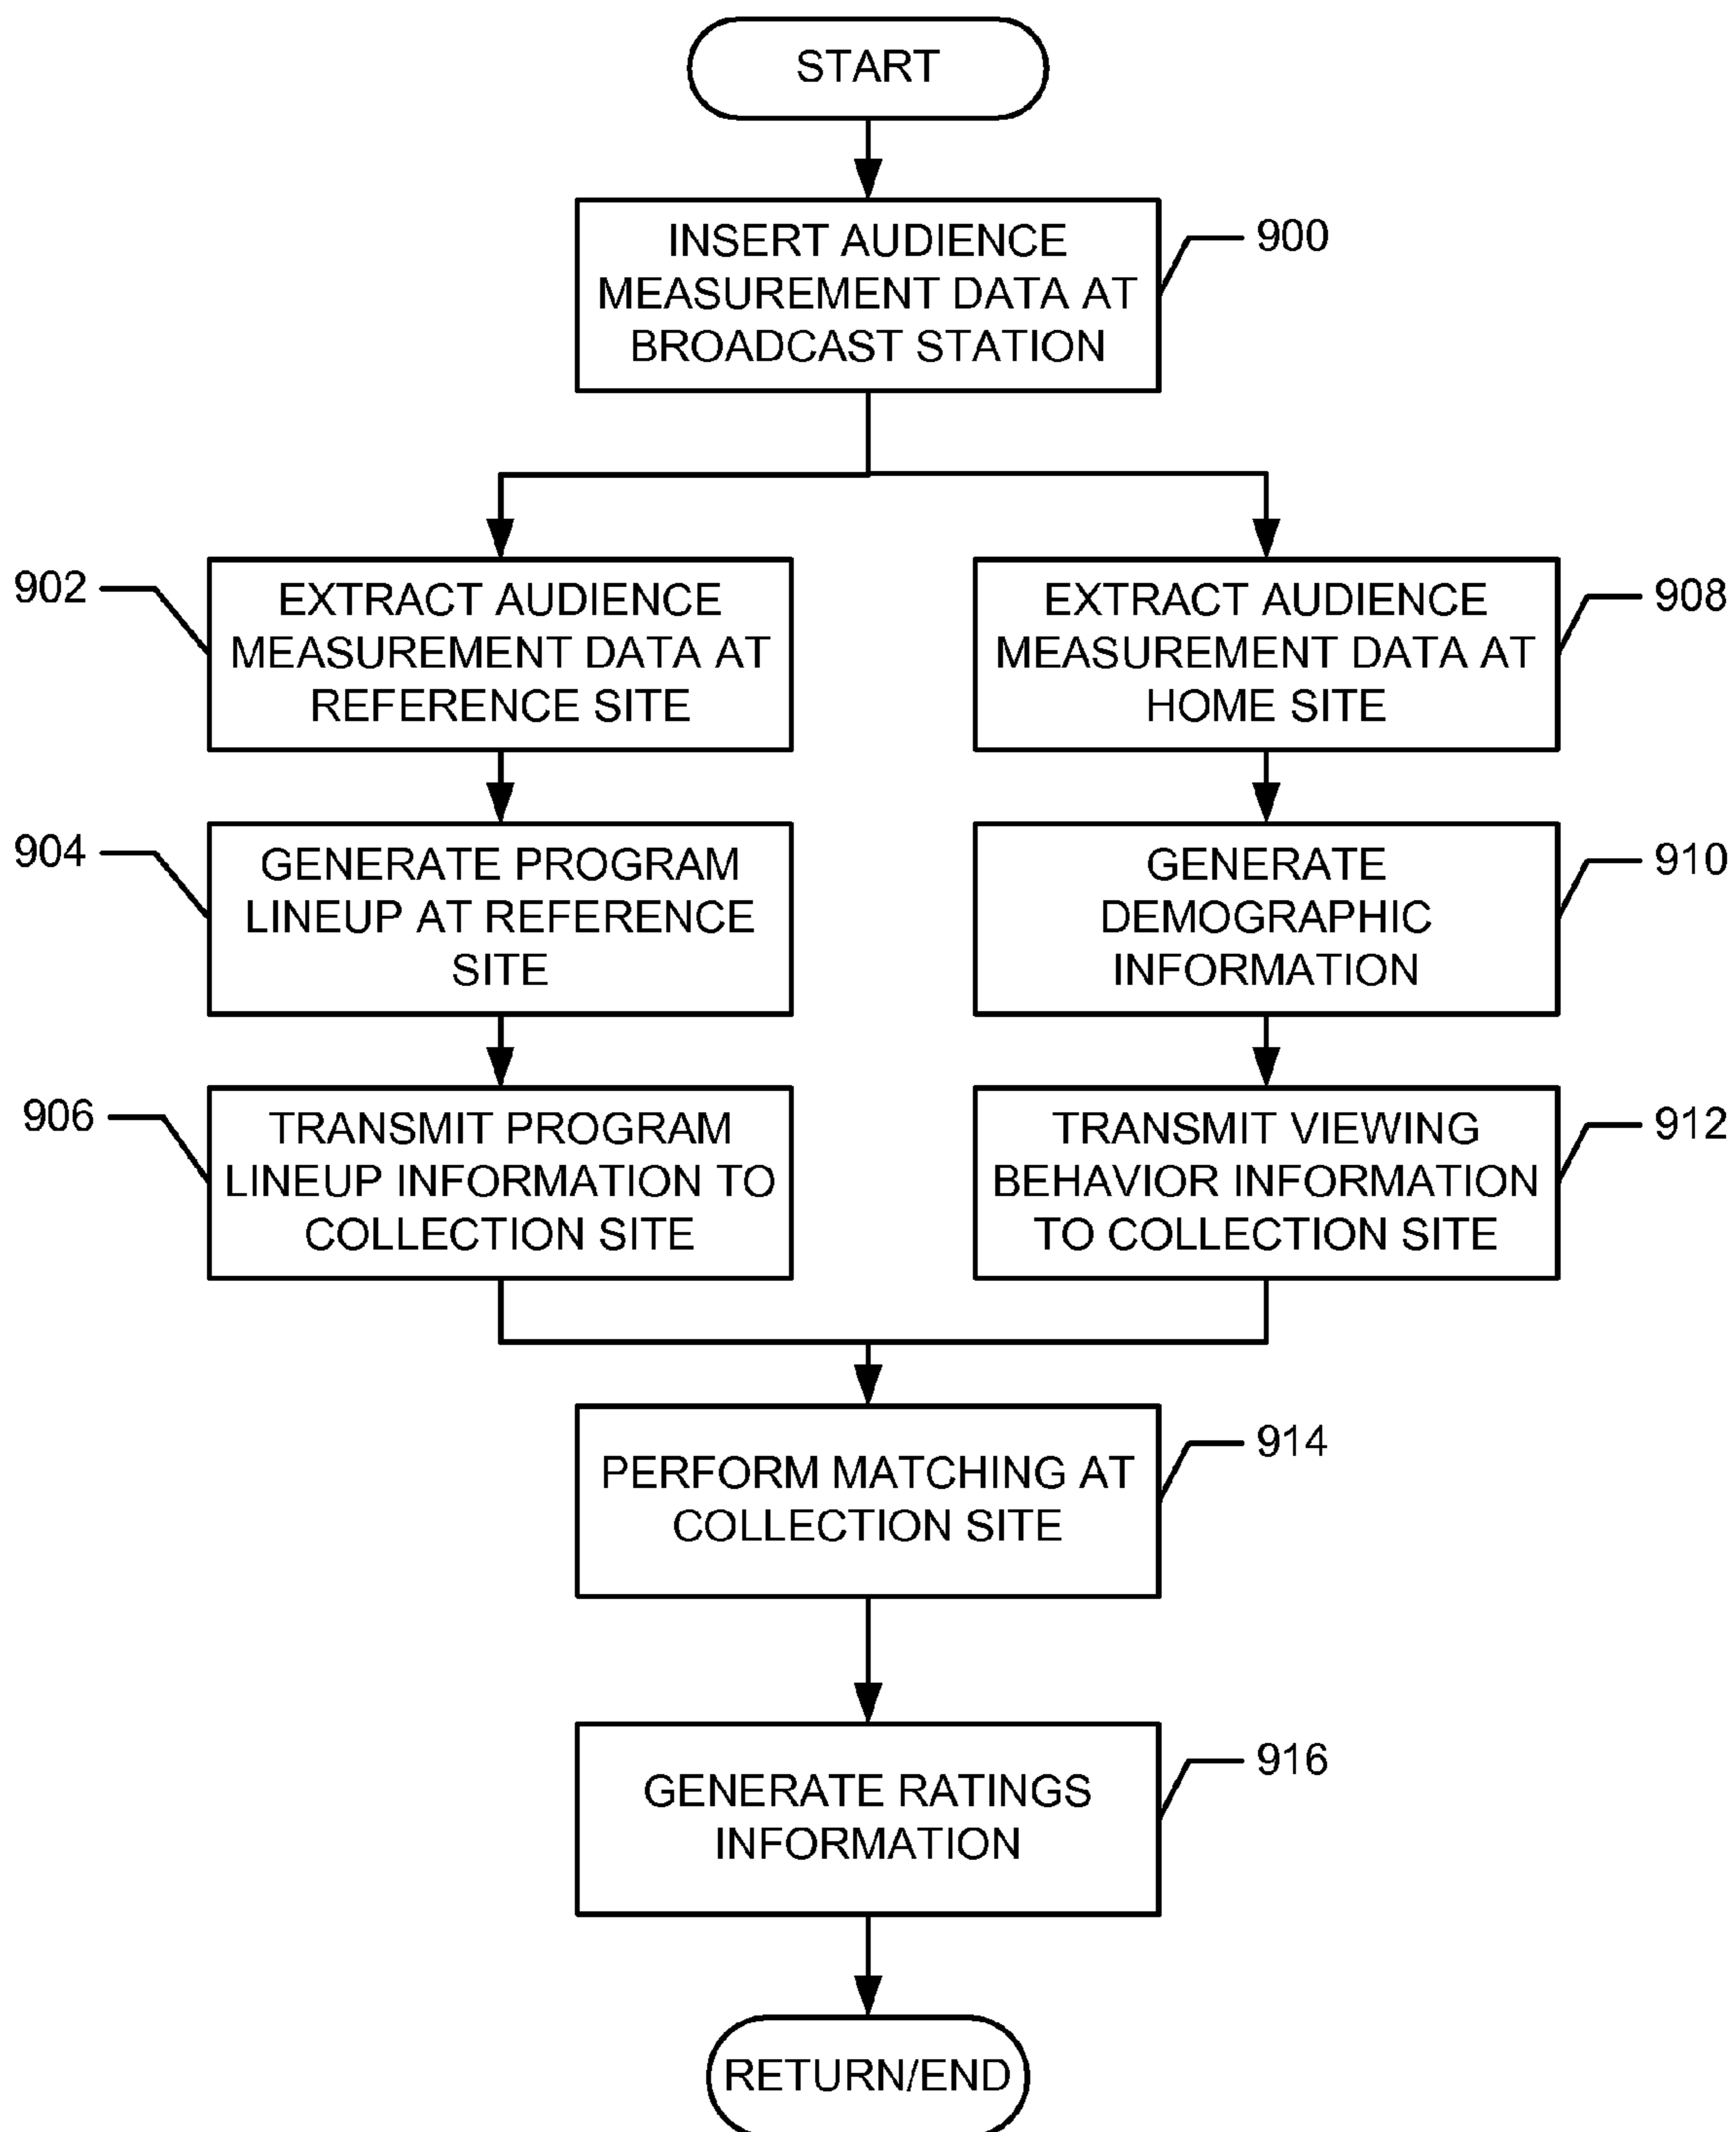 START
INSERT AUDIENCE
MEASUREMENT DATA AT
BROADCAST STATION
900
902
EXTRACT AUDIENCE
MEASUREMENT DATA AT
REFERENCE SITE
EXTRACT AUDIENCE
MEASUREMENT DATA AT
HOME SITE
908
904
GENERATE PROGRAM
LINEUP AT REFERENCE
SITE
GENERATE
DEMOGRAPHIC
INFORMATION
910
906
TRANSMIT PROGRAM
LINEUP INFORMATION TO
COLLECTION SITE
TRANSMIT VIEWING
BEHAVIOR INFORMATION
TO COLLECTION SITE
912
PERFORM MATCHING AT
COLLECTION SITE
914
GENERATE RATINGS
INFORMATION
916
RETURN/END